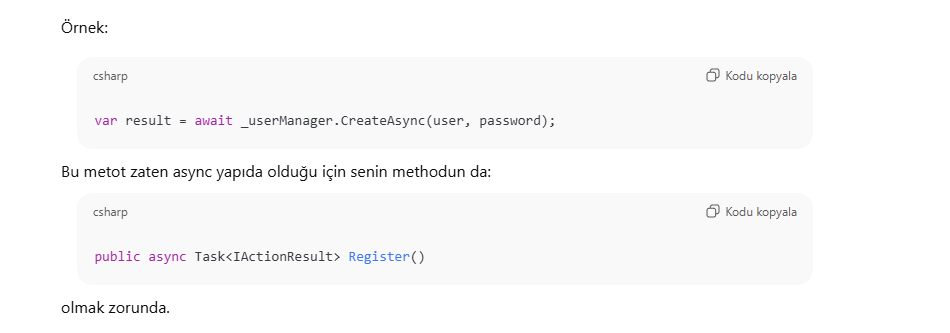 Örnek:
csharp
Kodu kopyala
var result = await _userManager.CreateAsync(user, password);
Bu metot zaten async yapıda olduğu için senin methodun da:
csharp
Kodu kopyala
public async Task<IActionResult> Register()
olmak zorunda.